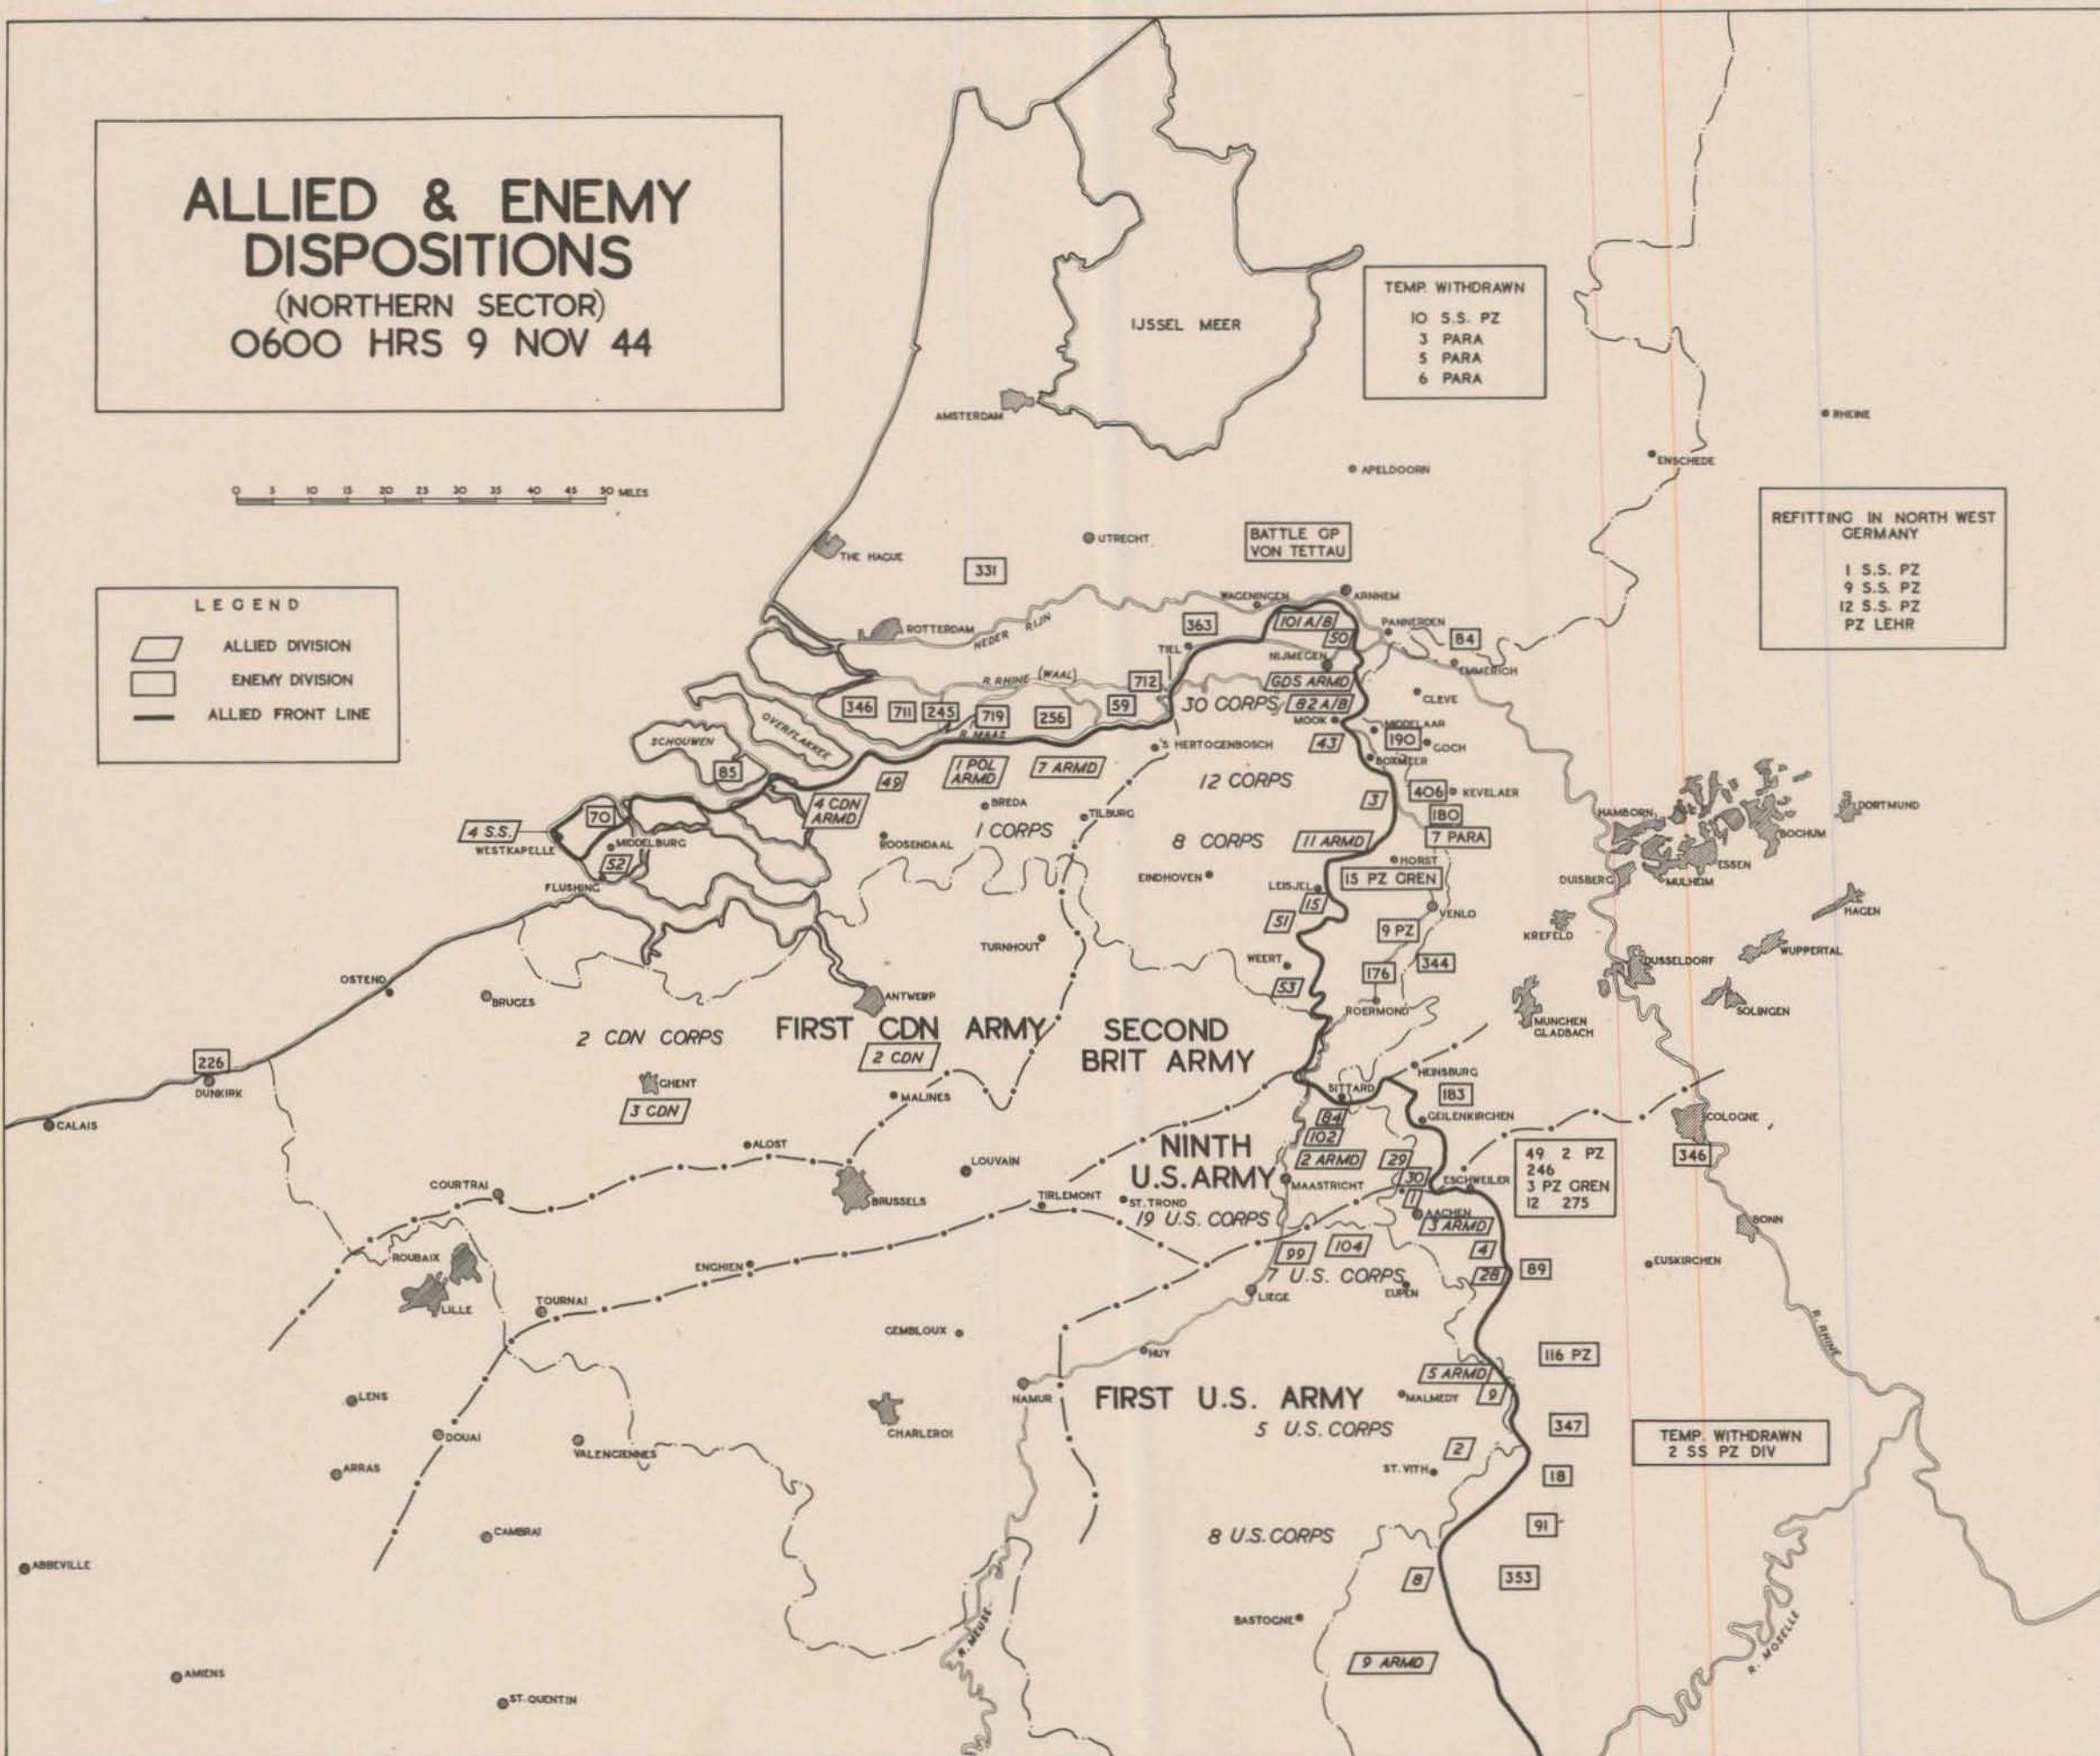 ALLIED & ENEMY
DISPOSITIONS
(NORTHERN SECTOR)
0600 HRS 9 NOV 44
0 5 10 15 20 25 30 35 40 45 50 MILES
LEGEND
ALLIED DIVISION
ENEMY DIVISION
ALLIED FRONT LINE
IJSSEL MEER
AMSTERDAM
TEMP. WITHDRAWN
10 S.S. PZ
3 PARA
5 PARA
6 PARA
RHEINE
APELDOORN
ENSCHEDE
REFITTING IN NORTH WEST
GERMANY
1 S.S. PZ
9 S.S. PZ
12 S.S. PZ
PZ LEHR
THE HAGUE
UTRECHT
331
BATTLE GP
VON TETTAU
WAGENINGEN
ARNHEM
ROTTERDAM
NEDER RIJN
363
101 A/B
50
PANNERDEN
84
TIEL
NIJMEGEN
EMMERICH
R. RHINE (WAAL)
712
GDS ARMD
CLEVE
346
711
245
719
256
59
30 CORPS
82 A/B
MOOK
MIDDELAAR
OVERFLAKKEE
SCHOUWEN
R. MAAS
'S HERTOGENBOSCH
43
190
GOCH
BOXMEER
85
49
1 POL
ARMD
7 ARMD
12 CORPS
3
406
KEVELAER
4 CDN
ARMD
BREDA
TILBURG
180
HAMBORN
DORTMUND
70
4 S.S.
WESTKAPELLE
MIDDELBURG
52
FLUSHING
ROOSENDAAL
1 CORPS
8 CORPS
11 ARMD
7 PARA
BOCHUM
ESSEN
HORST
EINDHOVEN
LEISJEL
15 PZ GREN
DUISBERG
MULHEIM
15
51
VENLO
HAGEN
TURNHOUT
9 PZ
KREFELD
WUPPERTAL
WEERT
176
344
DUSSELDORF
53
OSTEND
BRUGES
ANTWERP
ROERMOND
MUNCHEN
GLADBACH
SOLINGEN
2 CDN CORPS
FIRST CDN ARMY
2 CDN
SECOND
BRIT ARMY
226
DUNKIRK
GHENT
3 CDN
MALINES
HEINSBURG
SITTARD
183
CALAIS
84
GEILENKIRCHEN
COLOGNE
102
ALOST
LOUVAIN
NINTH
U.S. ARMY
2 ARMD
29
49 2 PZ
246
3 PZ GREN
12 275
346
COURTRAI
BRUSSELS
TIRLEMONT
ST. TROND
MAASTRICHT
30
ESCHWEILER
1
19 U.S. CORPS
AACHEN
3 ARMD
BONN
ROUBAIX
99
104
4
ENGHIEN
7 U.S. CORPS
28
89
EUSKIRCHEN
LILLE
TOURNAI
LIEGE
EUPEN
R. RHINE
GEMBLOUX
HUY
116 PZ
LENS
NAMUR
FIRST U.S. ARMY
5 ARMD
MALMEDY
9
CHARLEROI
5 U.S. CORPS
347
DOUAI
VALENCIENNES
2
TEMP. WITHDRAWN
2 SS PZ DIV
ARRAS
ST. VITH
18
CAMBRAI
8 U.S. CORPS
91
ABBEVILLE
8
353
BASTOGNE
R. MEUSE
R. MOSELLE
9 ARMD
AMIENS
ST. QUENTIN